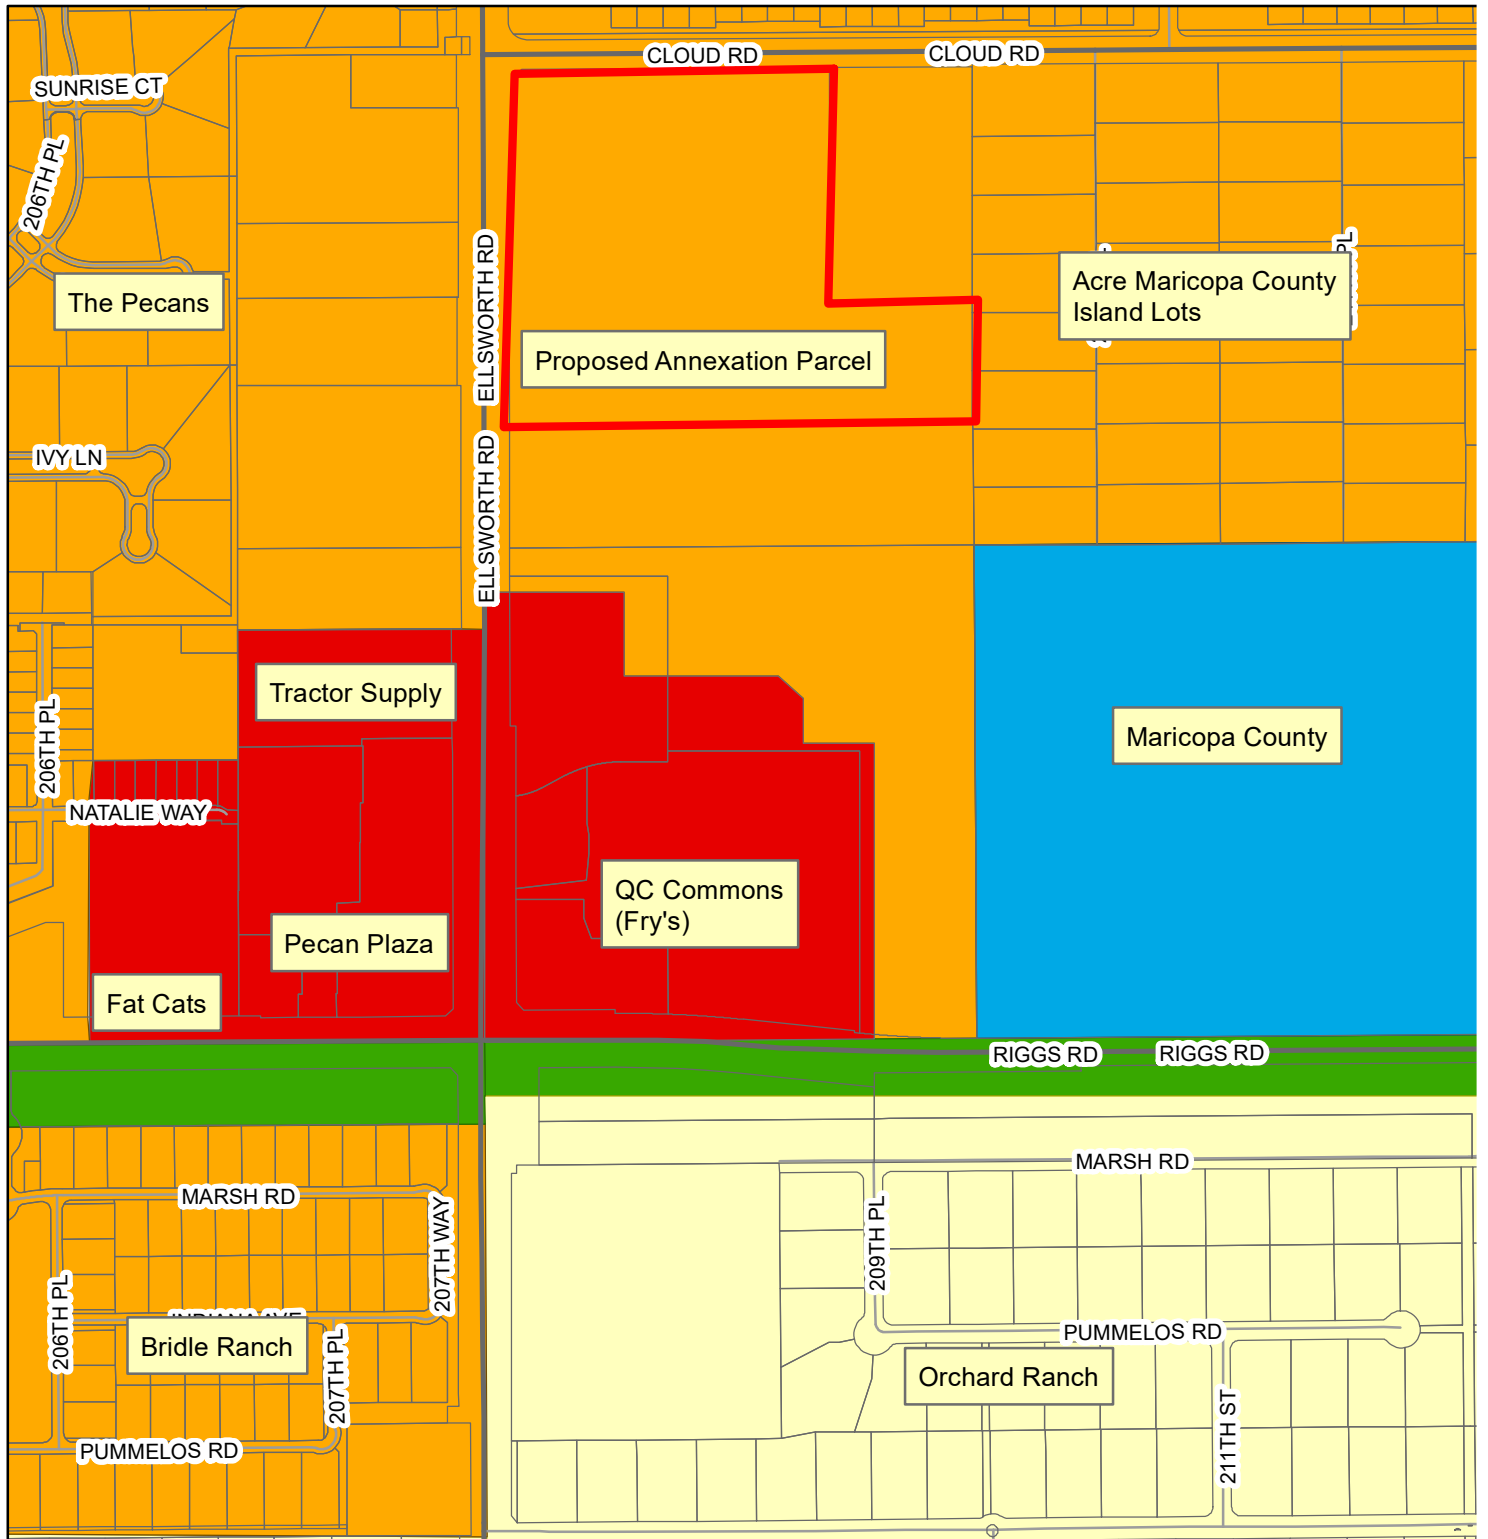 CLOUD RD
CLOUD RD
SUNRISE CT
206TH PL
The Pecans
ELLSWORTH RD
Acre Maricopa County
Island Lots
PL
Proposed Annexation Parcel
IVY LN
ELLSWORTH RD
Tractor Supply
206TH PL
Maricopa County
NATALIE WAY
QC Commons
(Fry's)
Pecan Plaza
Fat Cats
RIGGS RD
RIGGS RD
MARSH RD
MARSH RD
207TH WAY
209TH PL
206TH PL
INDIANA AVE
Bridle Ranch
207TH PL
PUMMELOS RD
Orchard Ranch
211TH ST
PUMMELOS RD